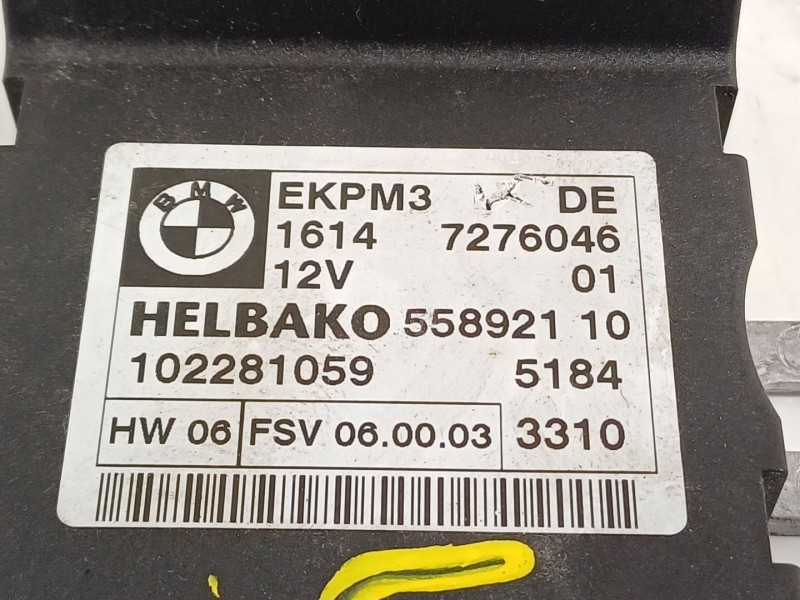 BMW
EKPM3 DE
1614 7276046
12V 01
HELBAKO 558921 10
102281059 5184
HW 06 FSV 06.00.03 3310